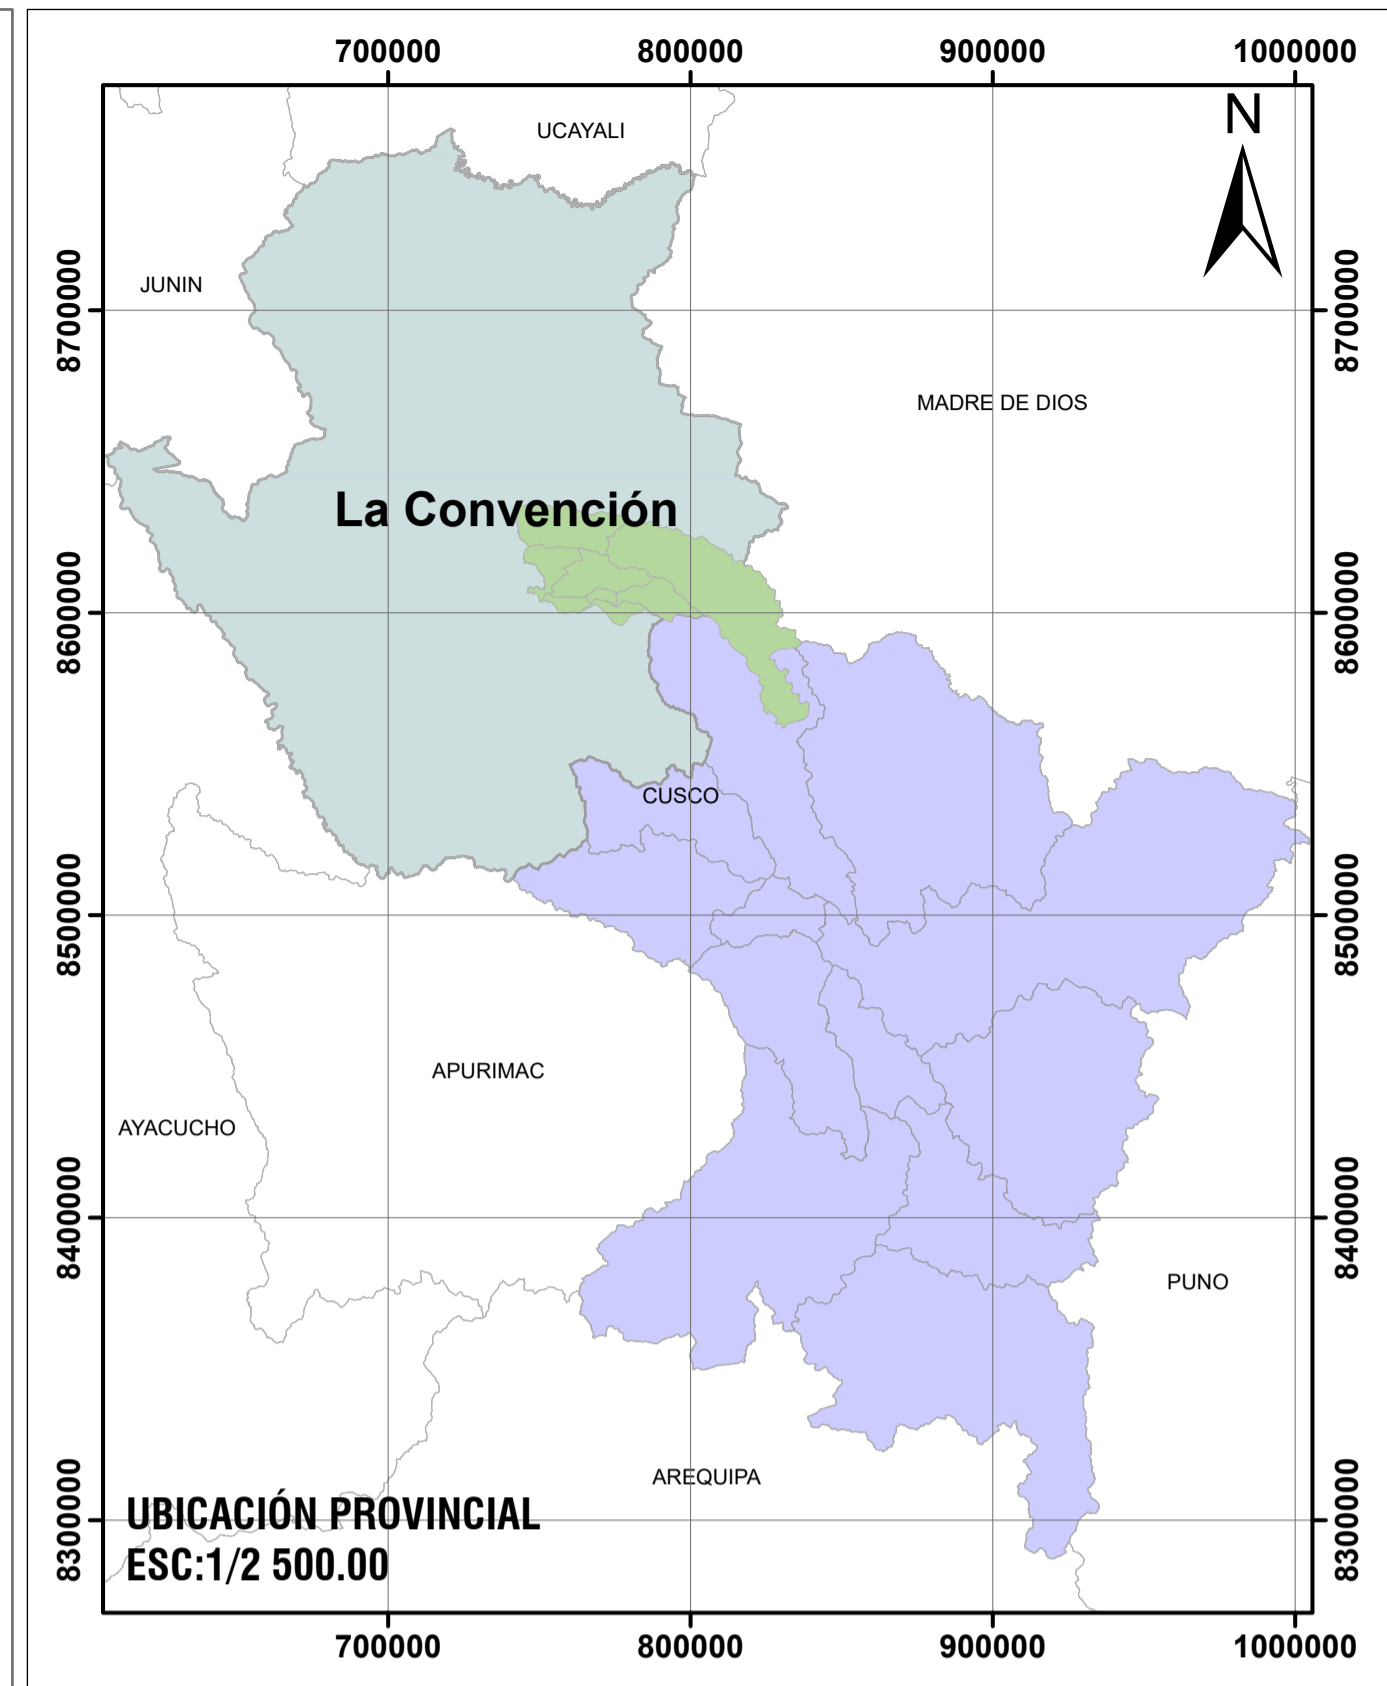 700000 800000 900000 1000000
N
UCAYALI
JUNIN
8700000 8700000
MADRE DE DIOS
La Convención
8600000 8600000
CUSCO
8500000 8500000
APURIMAC
AYACUCHO
8400000 8400000
PUNO
AREQUIPA
UBICACIÓN PROVINCIAL
8300000 8300000
ESC:1/2 500.00
700000 800000 900000 1000000